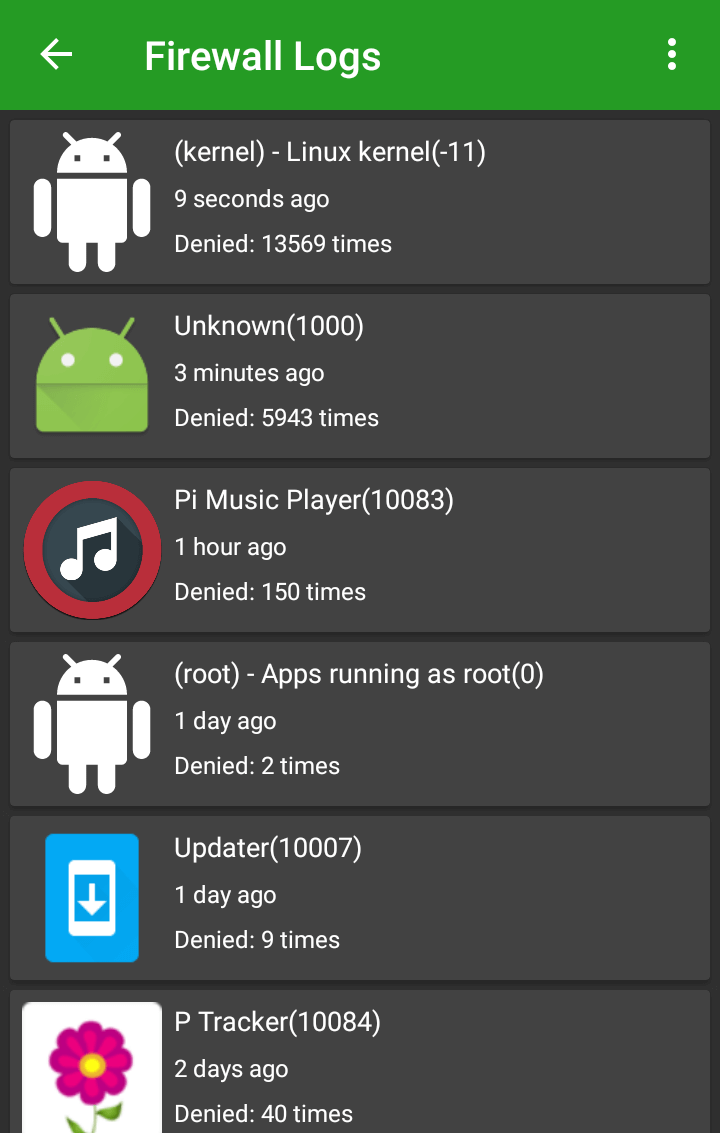 Firewall Logs
(kernel) - Linux kernel(-11)
9 seconds ago
Denied: 13569 times
Unknown(1000)
3 minutes ago
Denied: 5943 times
Pi Music Player(10083)
1 hour ago
Denied: 150 times
(root) - Apps running as root(0)
1 day ago
Denied: 2 times
Updater(10007)
1 day ago
Denied: 9 times
P Tracker(10084)
2 days ago
Denied: 40 times